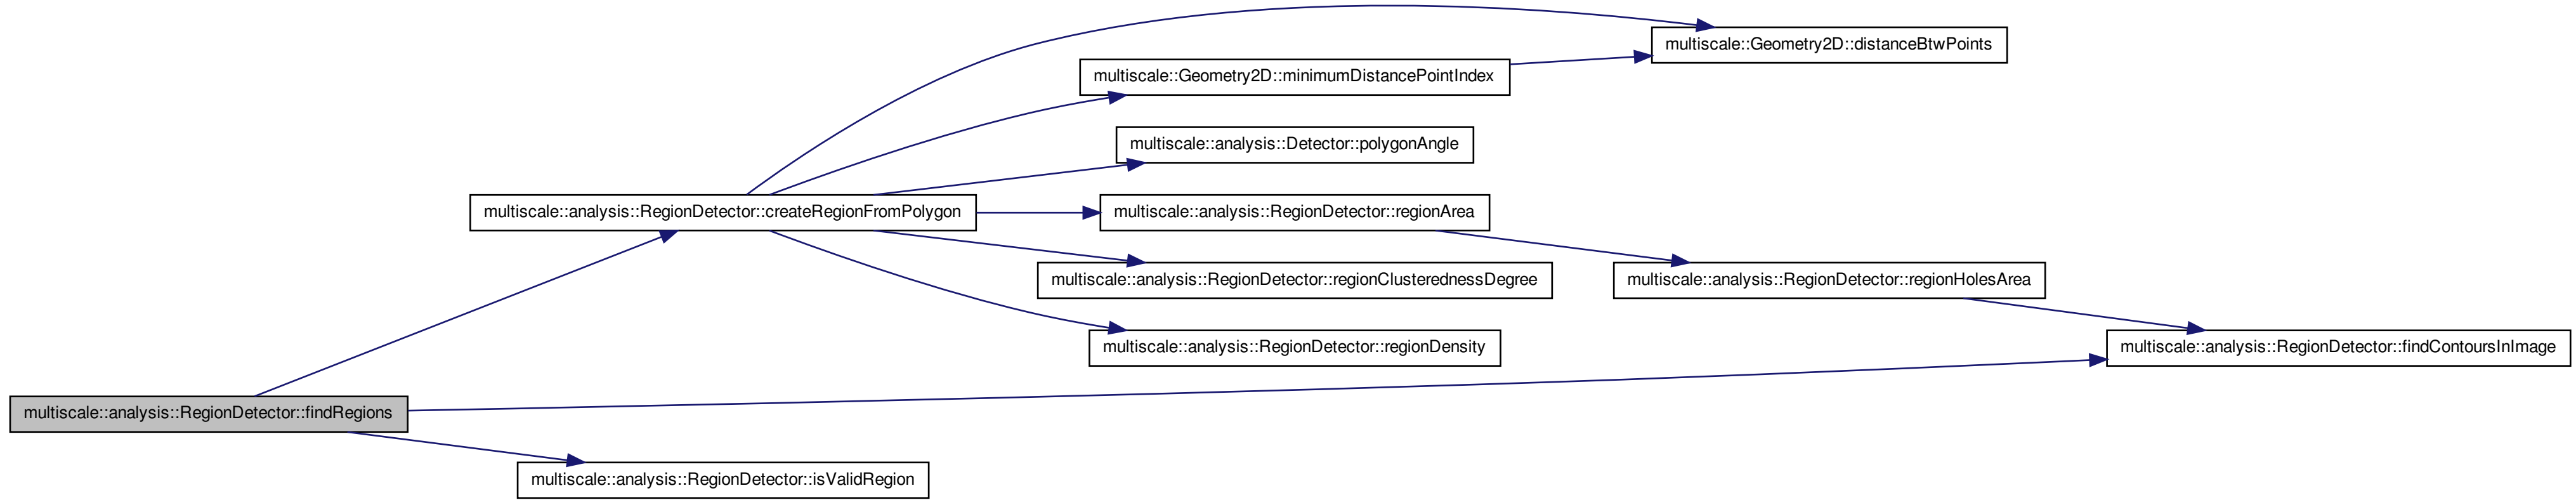 multiscale::Geometry2D::distanceBtwPoints
multiscale::Geometry2D::minimumDistancePointIndex
multiscale::analysis::Detector::polygonAngle
multiscale::analysis::RegionDetector::createRegionFromPolygon
multiscale::analysis::RegionDetector::regionArea
multiscale::analysis::RegionDetector::regionClusterednessDegree
multiscale::analysis::RegionDetector::regionHolesArea
multiscale::analysis::RegionDetector::regionDensity
multiscale::analysis::RegionDetector::findContoursInImage
multiscale::analysis::RegionDetector::findRegions
multiscale::analysis::RegionDetector::isValidRegion